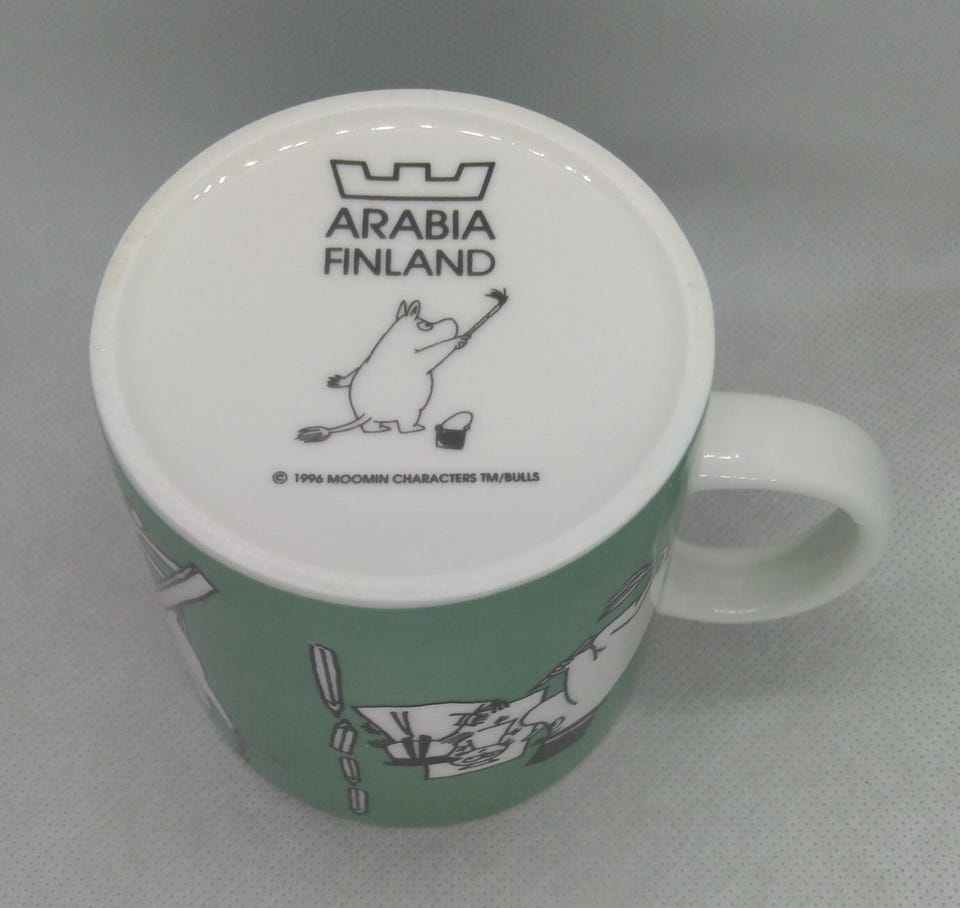 ARABIA
FINLAND
© 1996 MOOMIN CHARACTERS TM/BULLS